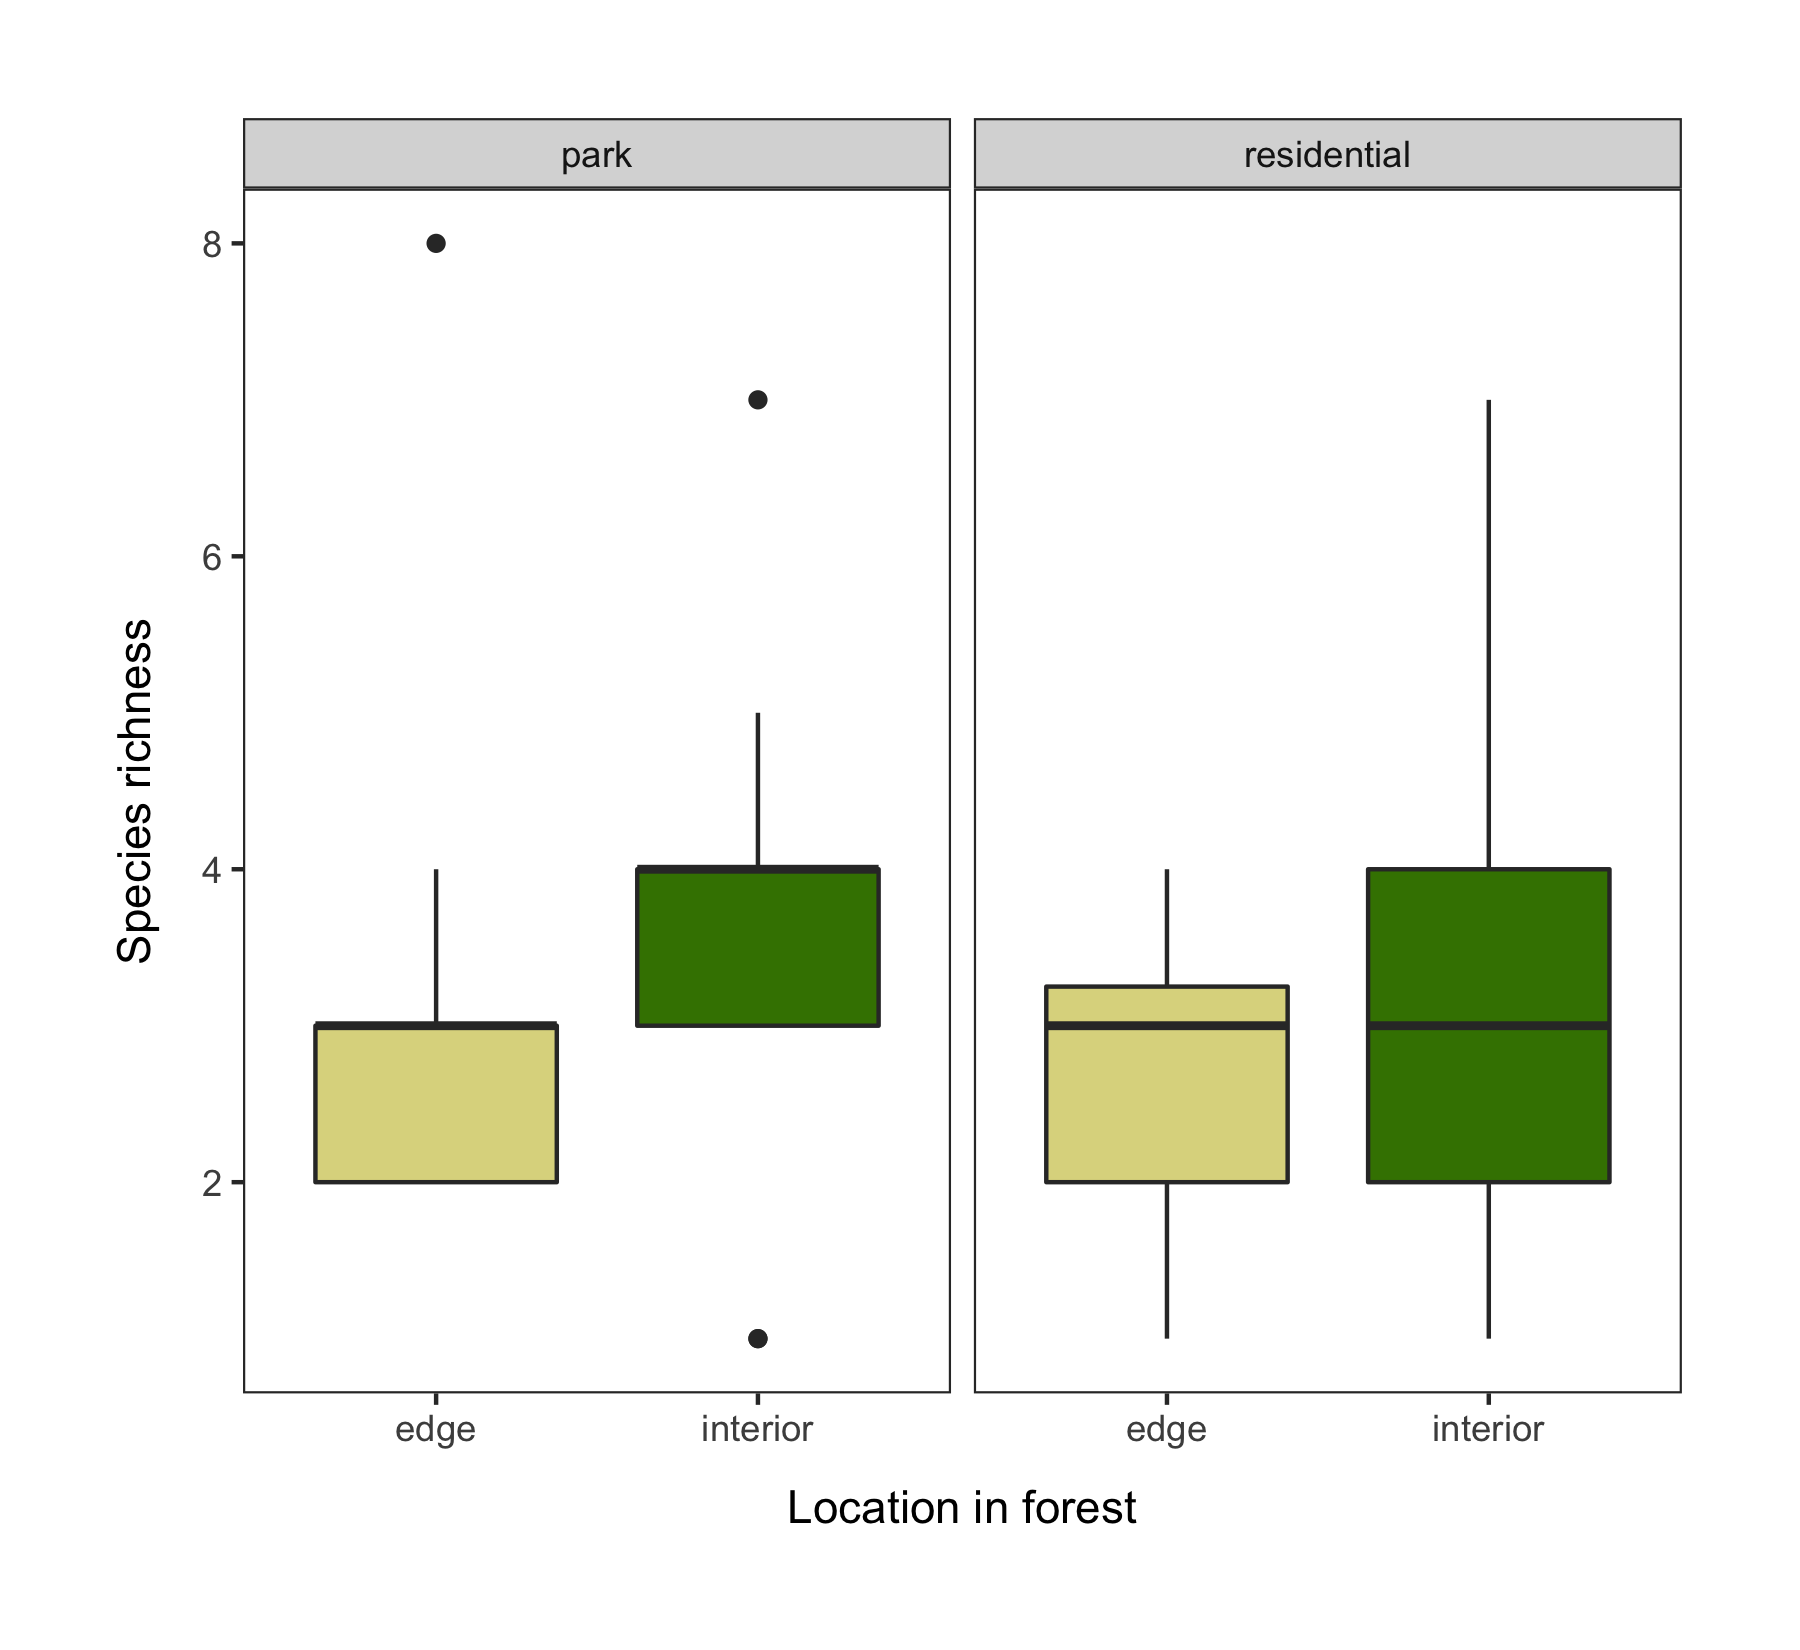 park
residential
8
6
4
2
Species richness
edge
interior
edge
interior
Location in forest